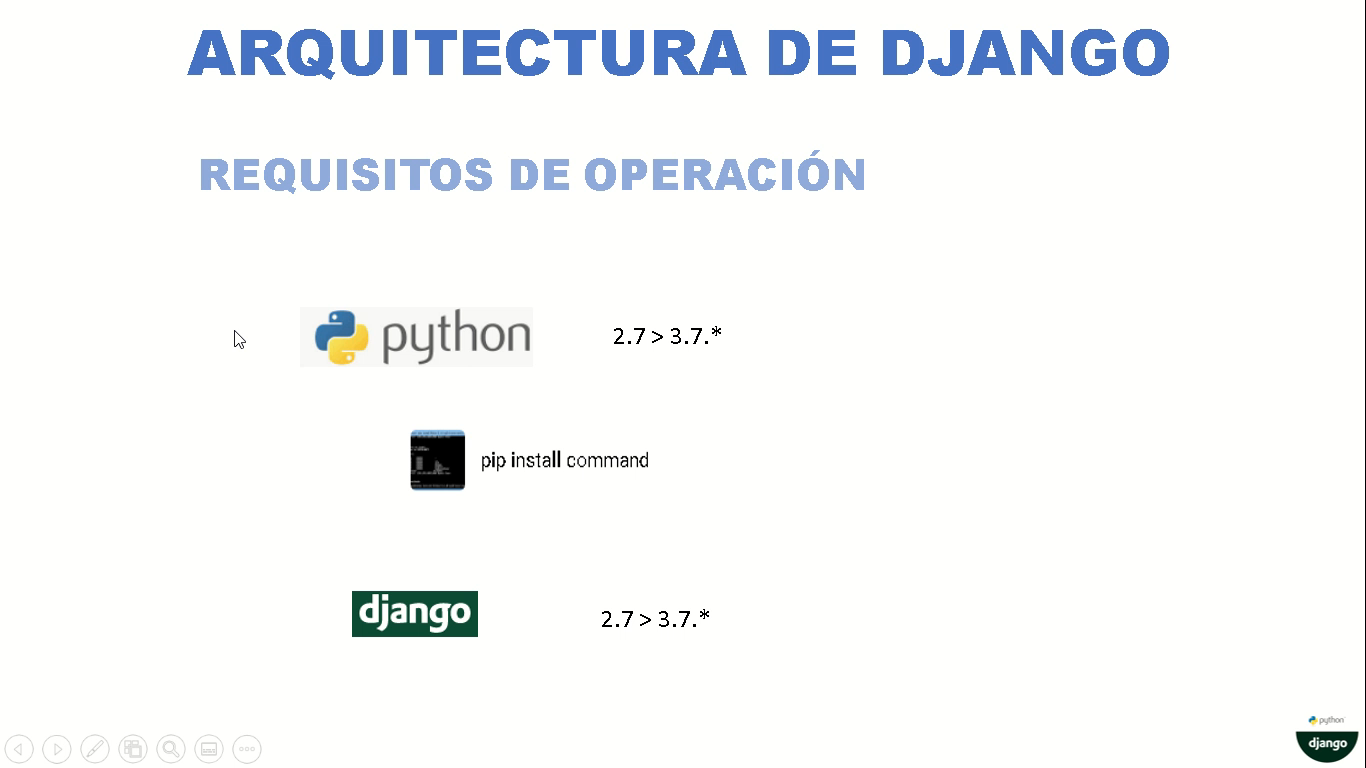 ARQUITECTURA DE DJANGO
REQUISITOS DE OPERACIÓN
python 2.7 > 3.7.*
pip install command
django 2.7 > 3.7.*
python
django